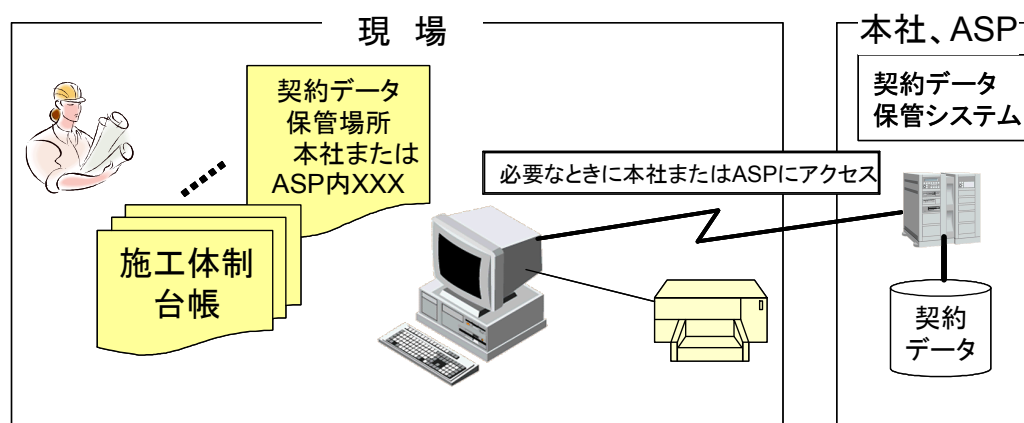 現 場
本社、ASP
契約データ
保管場所
本社または
ASP内XXX
契約データ
保管システム
必要なときに本社またはASPにアクセス
施工体制
台帳
契約
データ